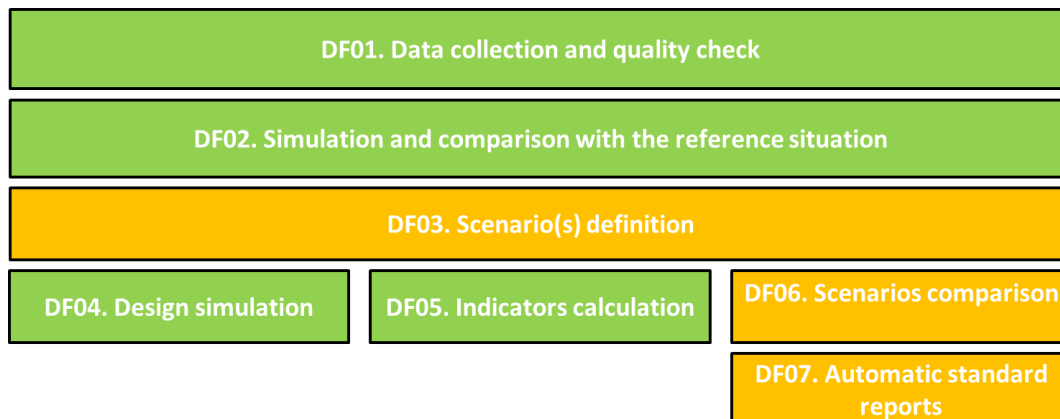 DF01. Data collection and quality check
DF02. Simulation and comparison with the reference situation
DF03. Scenario(s) definition
DF04. Design simulation
DF05. Indicators calculation
DF06. Scenarios comparison
DF07. Automatic standard
reports